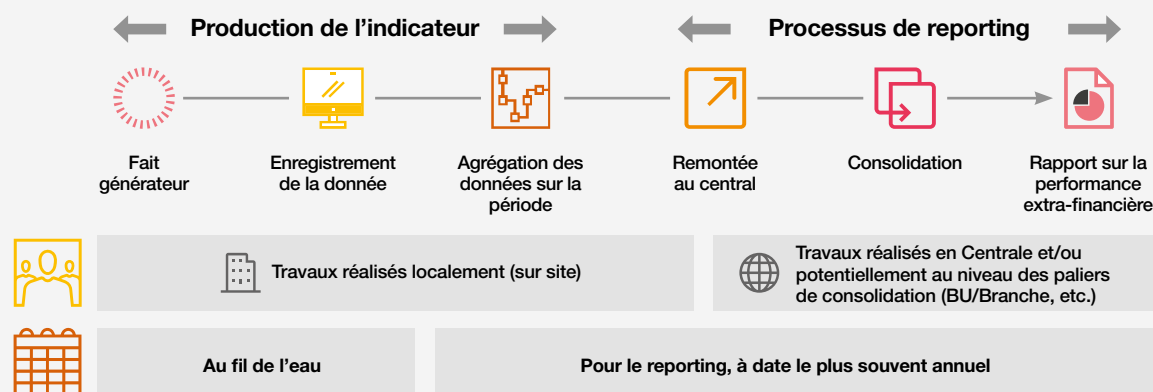 Production de l’indicateur
Processus de reporting
Fait
générateur
Enregistrement
de la donnée
Agrégation des
données sur la
période
Remontée
au central
Consolidation
Rapport sur la
performance
extra-financière
Travaux réalisés localement (sur site)
Travaux réalisés en Centrale et/ou
potentiellement au niveau des paliers
de consolidation (BU/Branche, etc.)
Au fil de l’eau
Pour le reporting, à date le plus souvent annuel